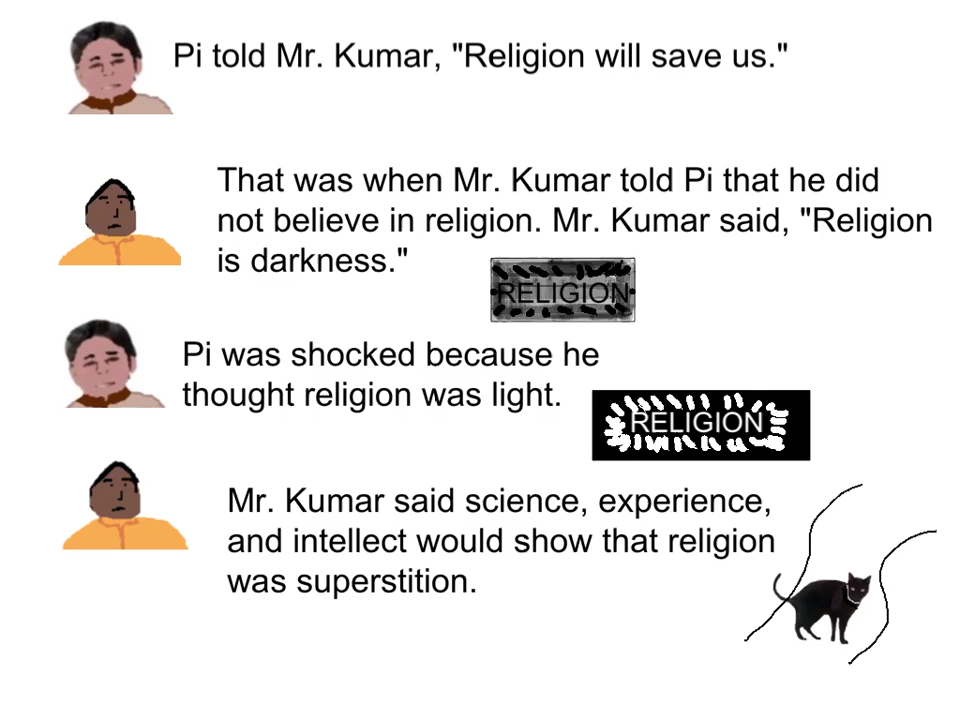 Pi told Mr. Kumar, "Religion will save us."
That was when Mr. Kumar told Pi that he did
not believe in religion. Mr. Kumar said, "Religion
is darkness."
RELIGION
Pi was shocked because he
thought religion was light.
RELIGION
Mr. Kumar said science, experience,
and intellect would show that religion
was superstition.